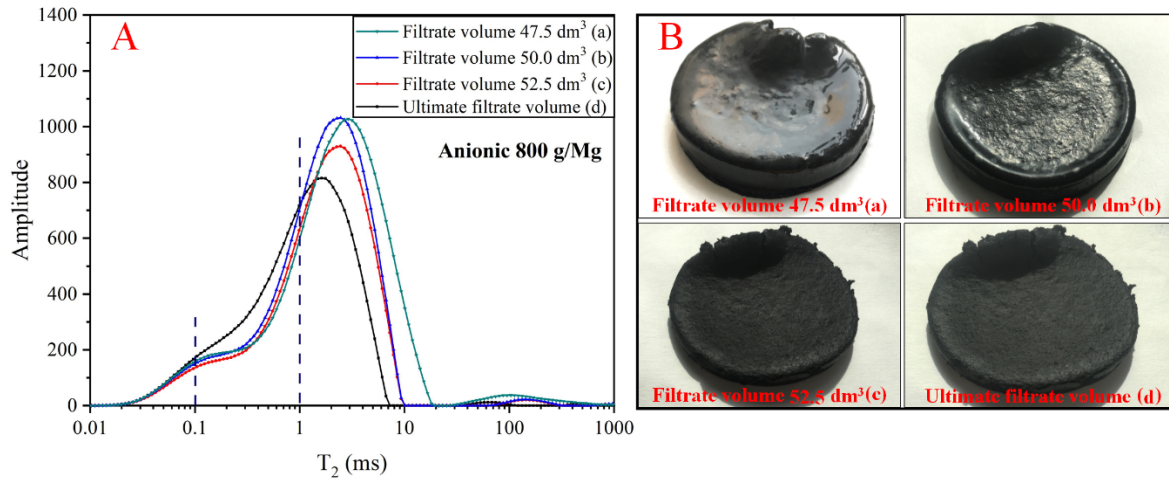 A
1400
1200
1000
800
600
400
200
0
Amplitude
0.01 0.1 1 10 100 1000
T₂ (ms)
Filtrate volume 47.5 dm³ (a)
Filtrate volume 50.0 dm³ (b)
Filtrate volume 52.5 dm³ (c)
Ultimate filtrate volume (d)
Anionic 800 g/Mg
B
Filtrate volume 47.5 dm³(a)
Filtrate volume 50.0 dm³(b)
Filtrate volume 52.5 dm³(c)
Ultimate filtrate volume (d)